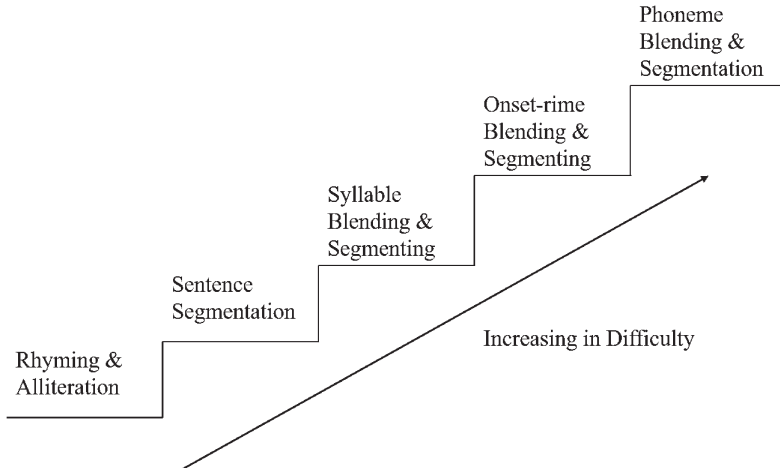 Phoneme
Blending &
Segmentation
Onset-rime
Blending &
Segmenting
Syllable
Blending &
Segmenting
Sentence
Segmentation
Increasing in Difficulty
Rhyming &
Alliteration